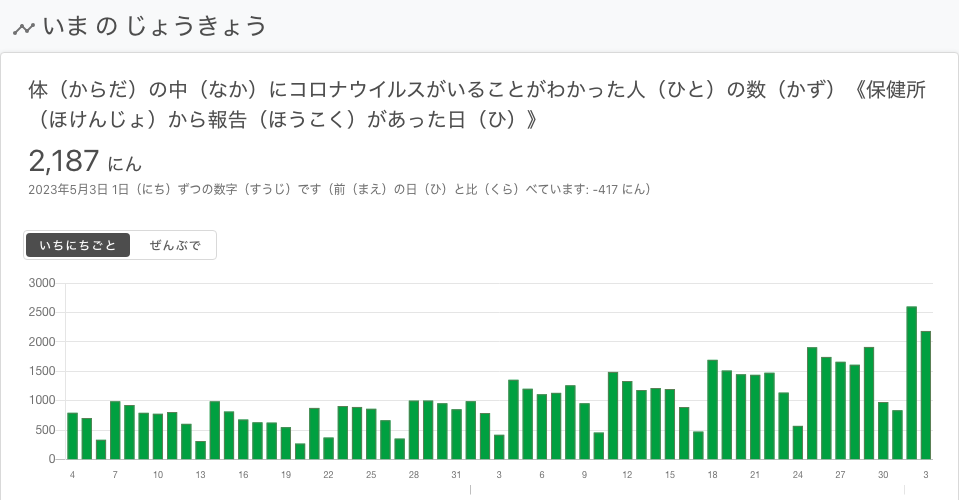 いま の じょうきょう
体（からだ）の中（なか）にコロナウイルスがいることがわかった人（ひと）の数（かず）《保健所
（ほけんじょ）から報告（ほうこく）があった日（ひ）》
2,187 にん
2023年5月3日 1日（にち）ずつの数字（すうじ）です（前（まえ）の日（ひ）と比（くら）べています: -417 にん）
いちにちごと ぜんぶで
3000
2500
2000
1500
1000
500
0
4 7 10 13 16 19 22 25 28 31 3 6 9 12 15 18 21 24 27 30 3